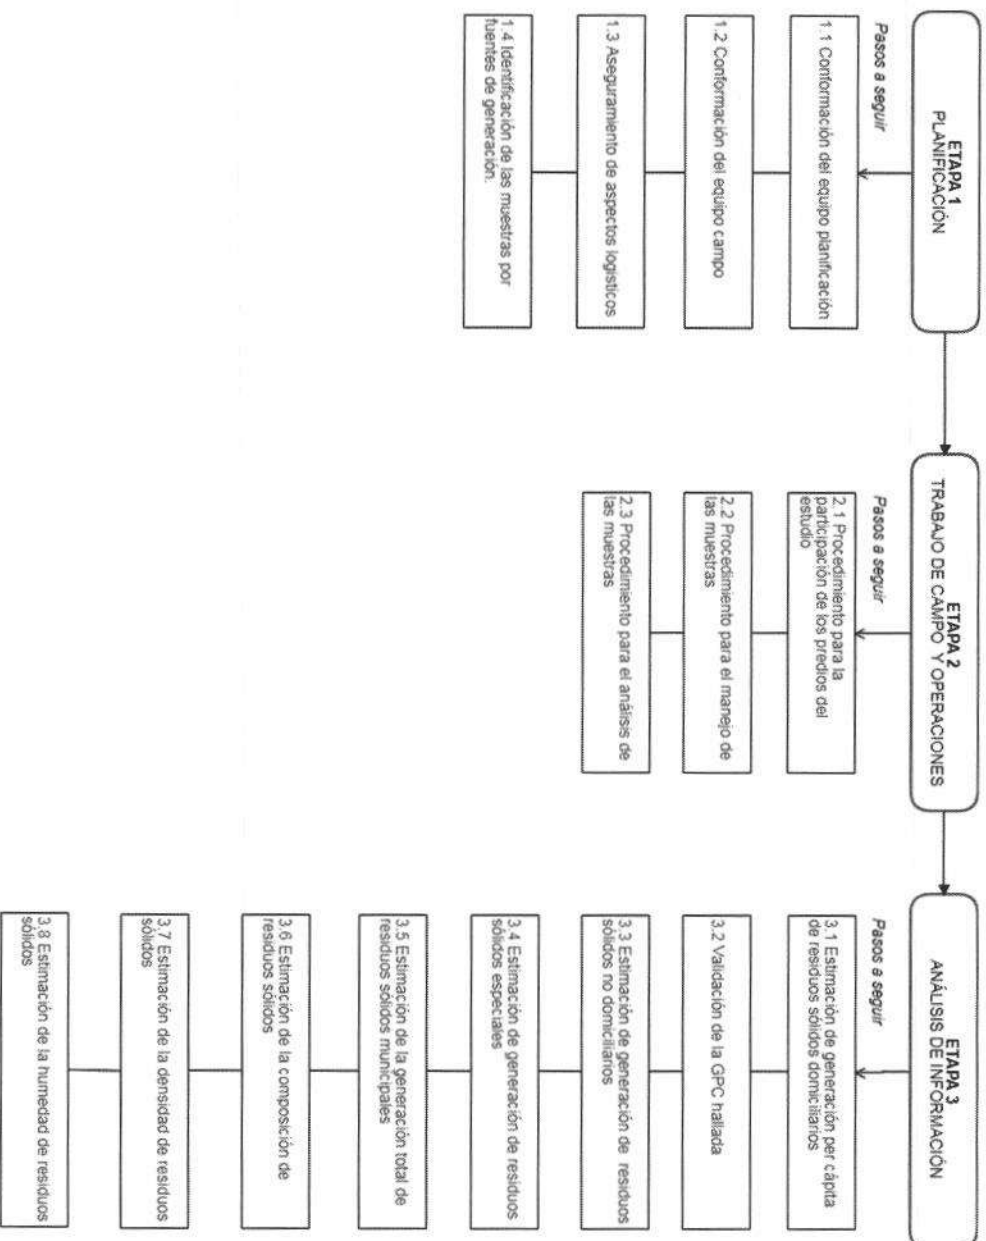 ETAPA 1
PLANIFICACIÓN
Pasos a seguir
1.1 Conformación del equipo planificación
1.2 Conformación del equipo campo
1.3 Aseguramiento de aspectos logísticos
1.4 Identificación de las muestras por
fuentes de generación.
ETAPA 2
TRABAJO DE CAMPO Y OPERACIONES
Pasos a seguir
2.1 Procedimiento para la
participación de los predios del
estudio
2.2 Procedimiento para el manejo de
las muestras
2.3 Procedimiento para el análisis de
las muestras
ETAPA 3
ANÁLISIS DE INFORMACIÓN
Pasos a seguir
3.1 Estimación de generación per cápita
de residuos sólidos domiciliarios
3.2 Validación de la GPC hallada
3.3 Estimación de generación de residuos
sólidos no domiciliarios
3.4 Estimación de generación de residuos
sólidos especiales
3.5 Estimación de la generación total de
residuos sólidos municipales
3.6 Estimación de la composición de
residuos sólidos
3.7 Estimación de la densidad de residuos
sólidos
3.8 Estimación de la humedad de residuos
sólidos